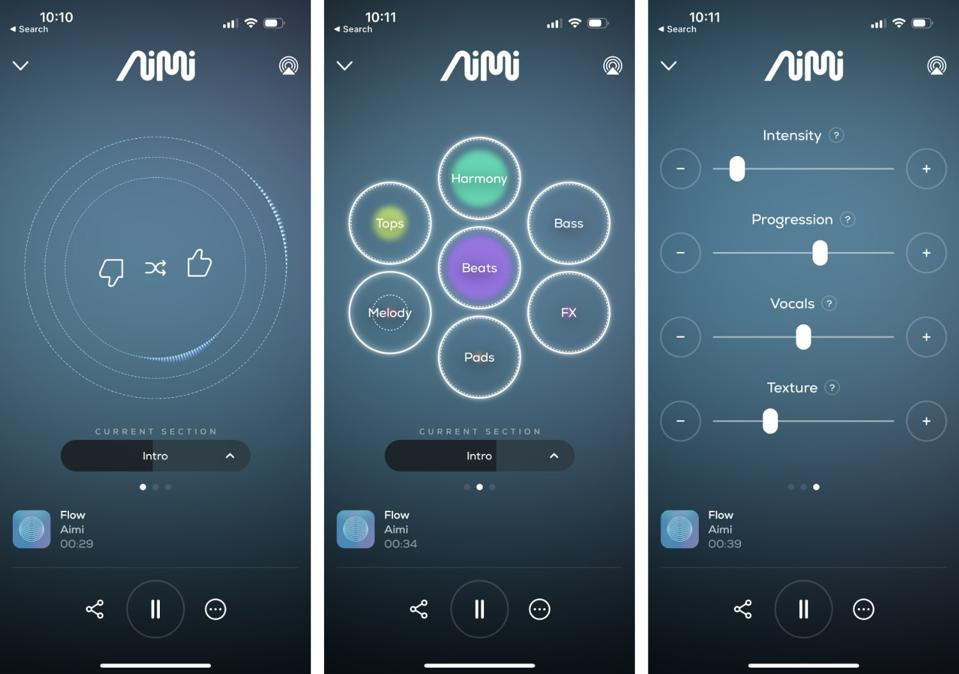 10:10
Search
AiMi
CURRENT SECTION
Intro
Flow
Aimi
00:29
10:11
Search
AiMi
Harmony
Tops
Bass
Beats
Melody
FX
Pads
CURRENT SECTION
Intro
Flow
Aimi
00:34
10:11
Search
AiMi
Intensity ?
- +
Progression ?
- +
Vocals ?
- +
Texture ?
- +
Flow
Aimi
00:39